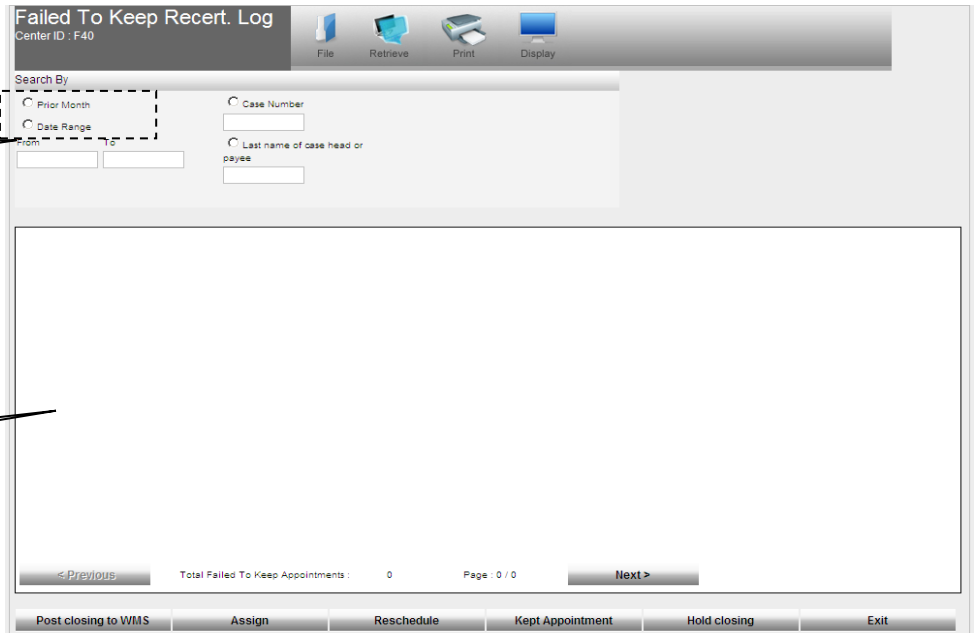 Failed To Keep Recert. Log
Center ID : F40
File Retrieve Print Display
Search By
Prior Month
Case Number
Date Range
From To
Last name of case head or
payee
< Previous Total Failed To Keep Appointments : 0 Page : 0 / 0 Next >
Post closing to WMS Assign Reschedule Kept Appointment Hold closing Exit